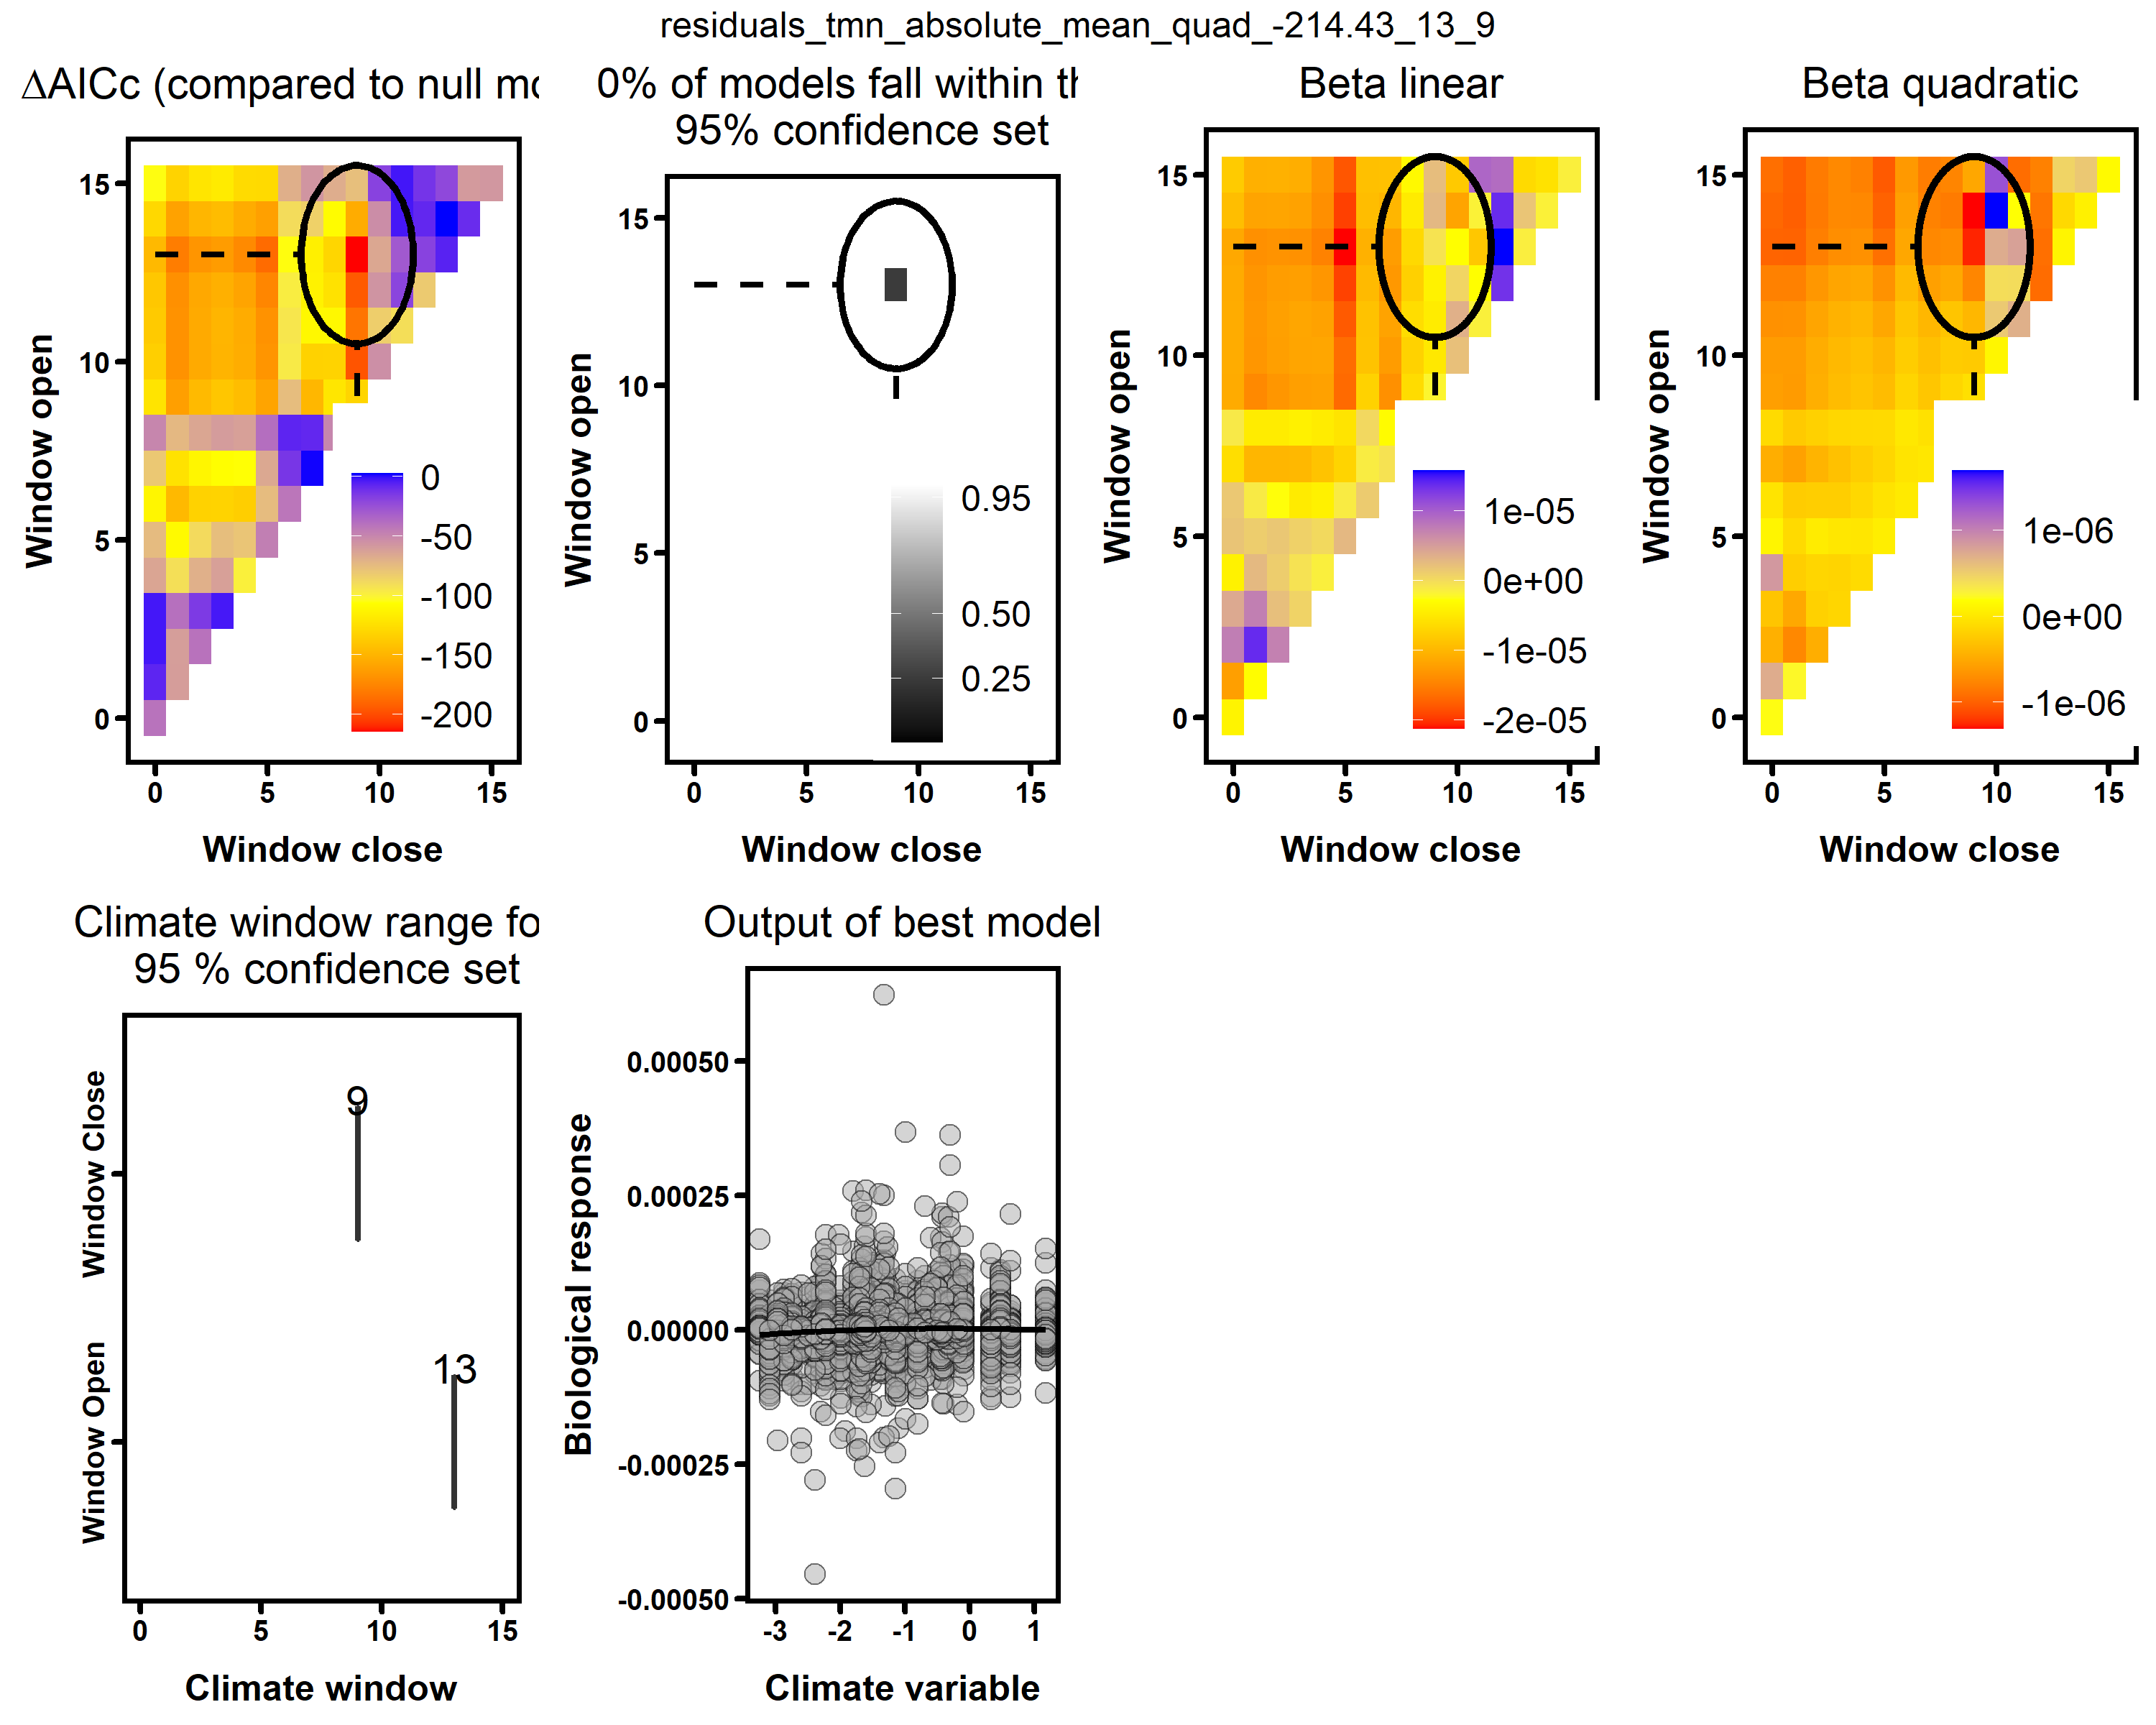 residuals_tmn_absolute_mean_quad_-214.43_13_9
ΔAICc (compared to null mo
Window open
15
10
5
0
0
-50
-100
-150
-200
0 5 10 15
Window close
0% of models fall within th
95% confidence set
Window open
15
10
5
0
0.95
0.50
0.25
0 5 10 15
Window close
Beta linear
Window open
15
10
5
0
1e-05
0e+00
-1e-05
-2e-05
0 5 10 15
Window close
Beta quadratic
Window open
15
10
5
0
1e-06
0e+00
-1e-06
0 5 10 15
Window close
Climate window range fo
95 % confidence set
Window Close
Window Open
9
13
0 5 10 15
Climate window
Output of best model
Biological response
0.00050
0.00025
0.00000
-0.00025
-0.00050
-3 -2 -1 0 1
Climate variable